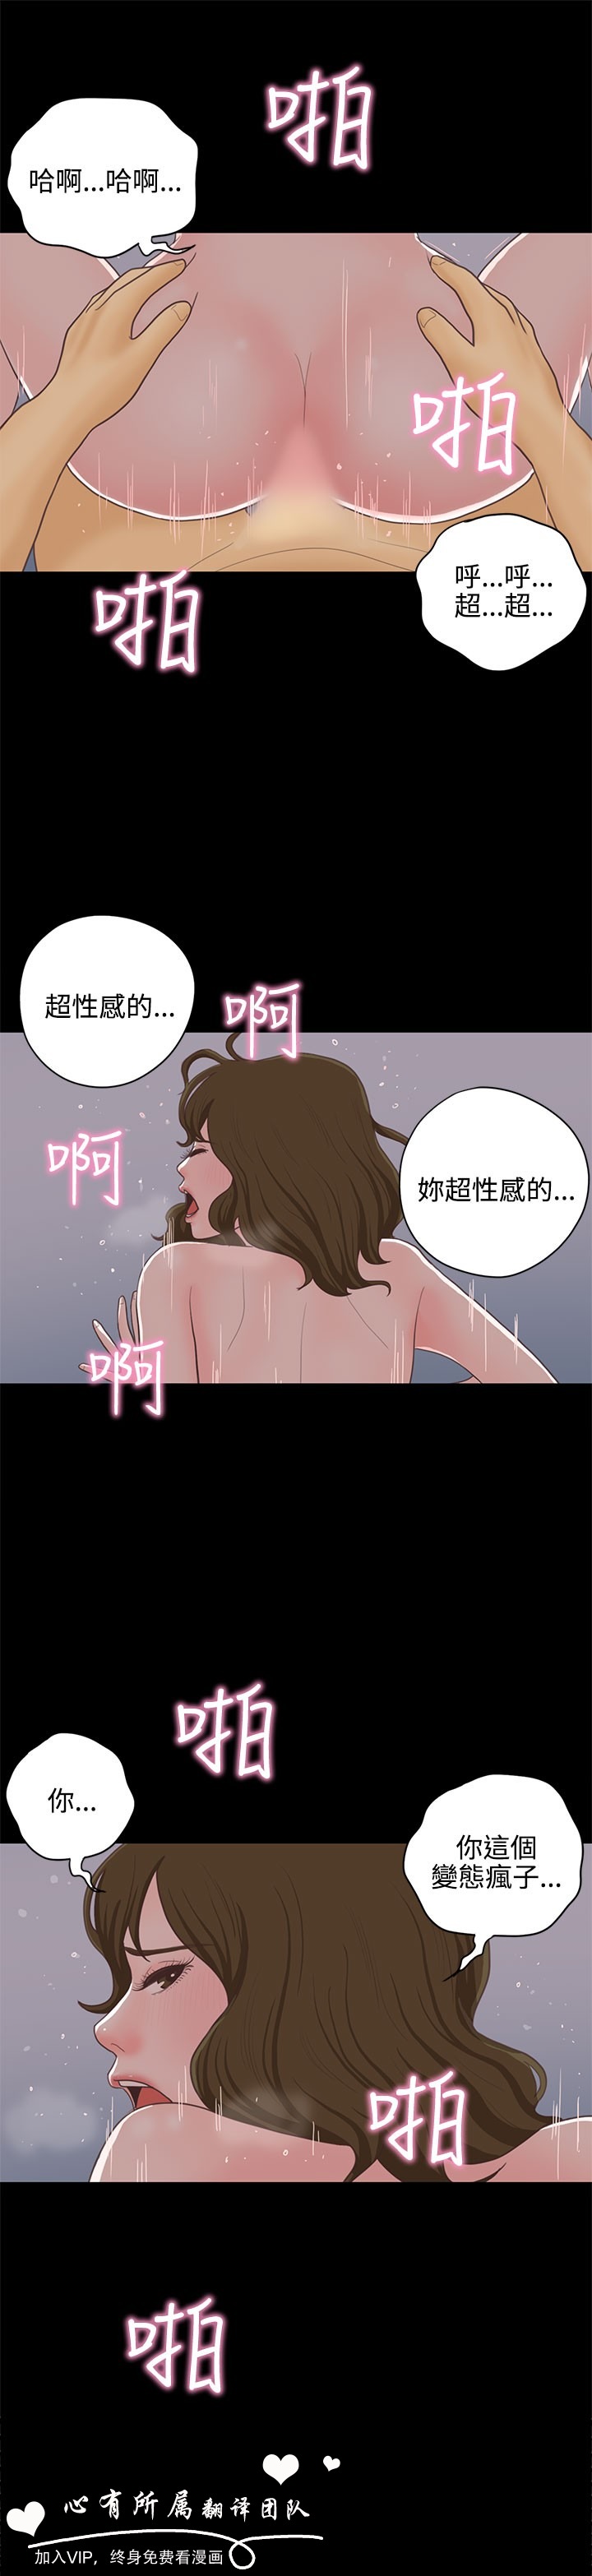 啪
哈啊…哈啊…
啪
呼…呼…
超…超…
啪
超性感的…
啊
啊
妳超性感的…
啊
啪
你…
你這個
變態瘋子…
啪
啪
心有所属翻译团队
加入VIP，终身免费看漫画